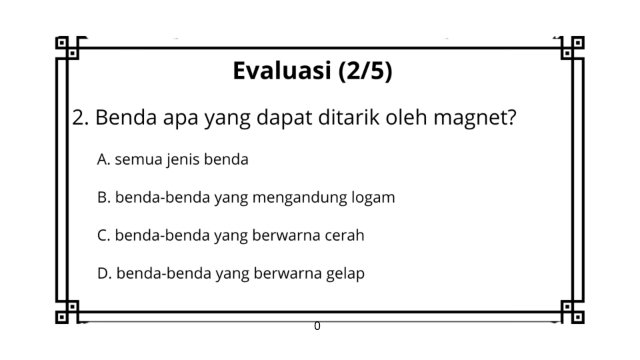 Evaluasi (2/5)
2. Benda apa yang dapat ditarik oleh magnet?
A. semua jenis benda
B. benda-benda yang mengandung logam
C. benda-benda yang berwarna cerah
D. benda-benda yang berwarna gelap
0